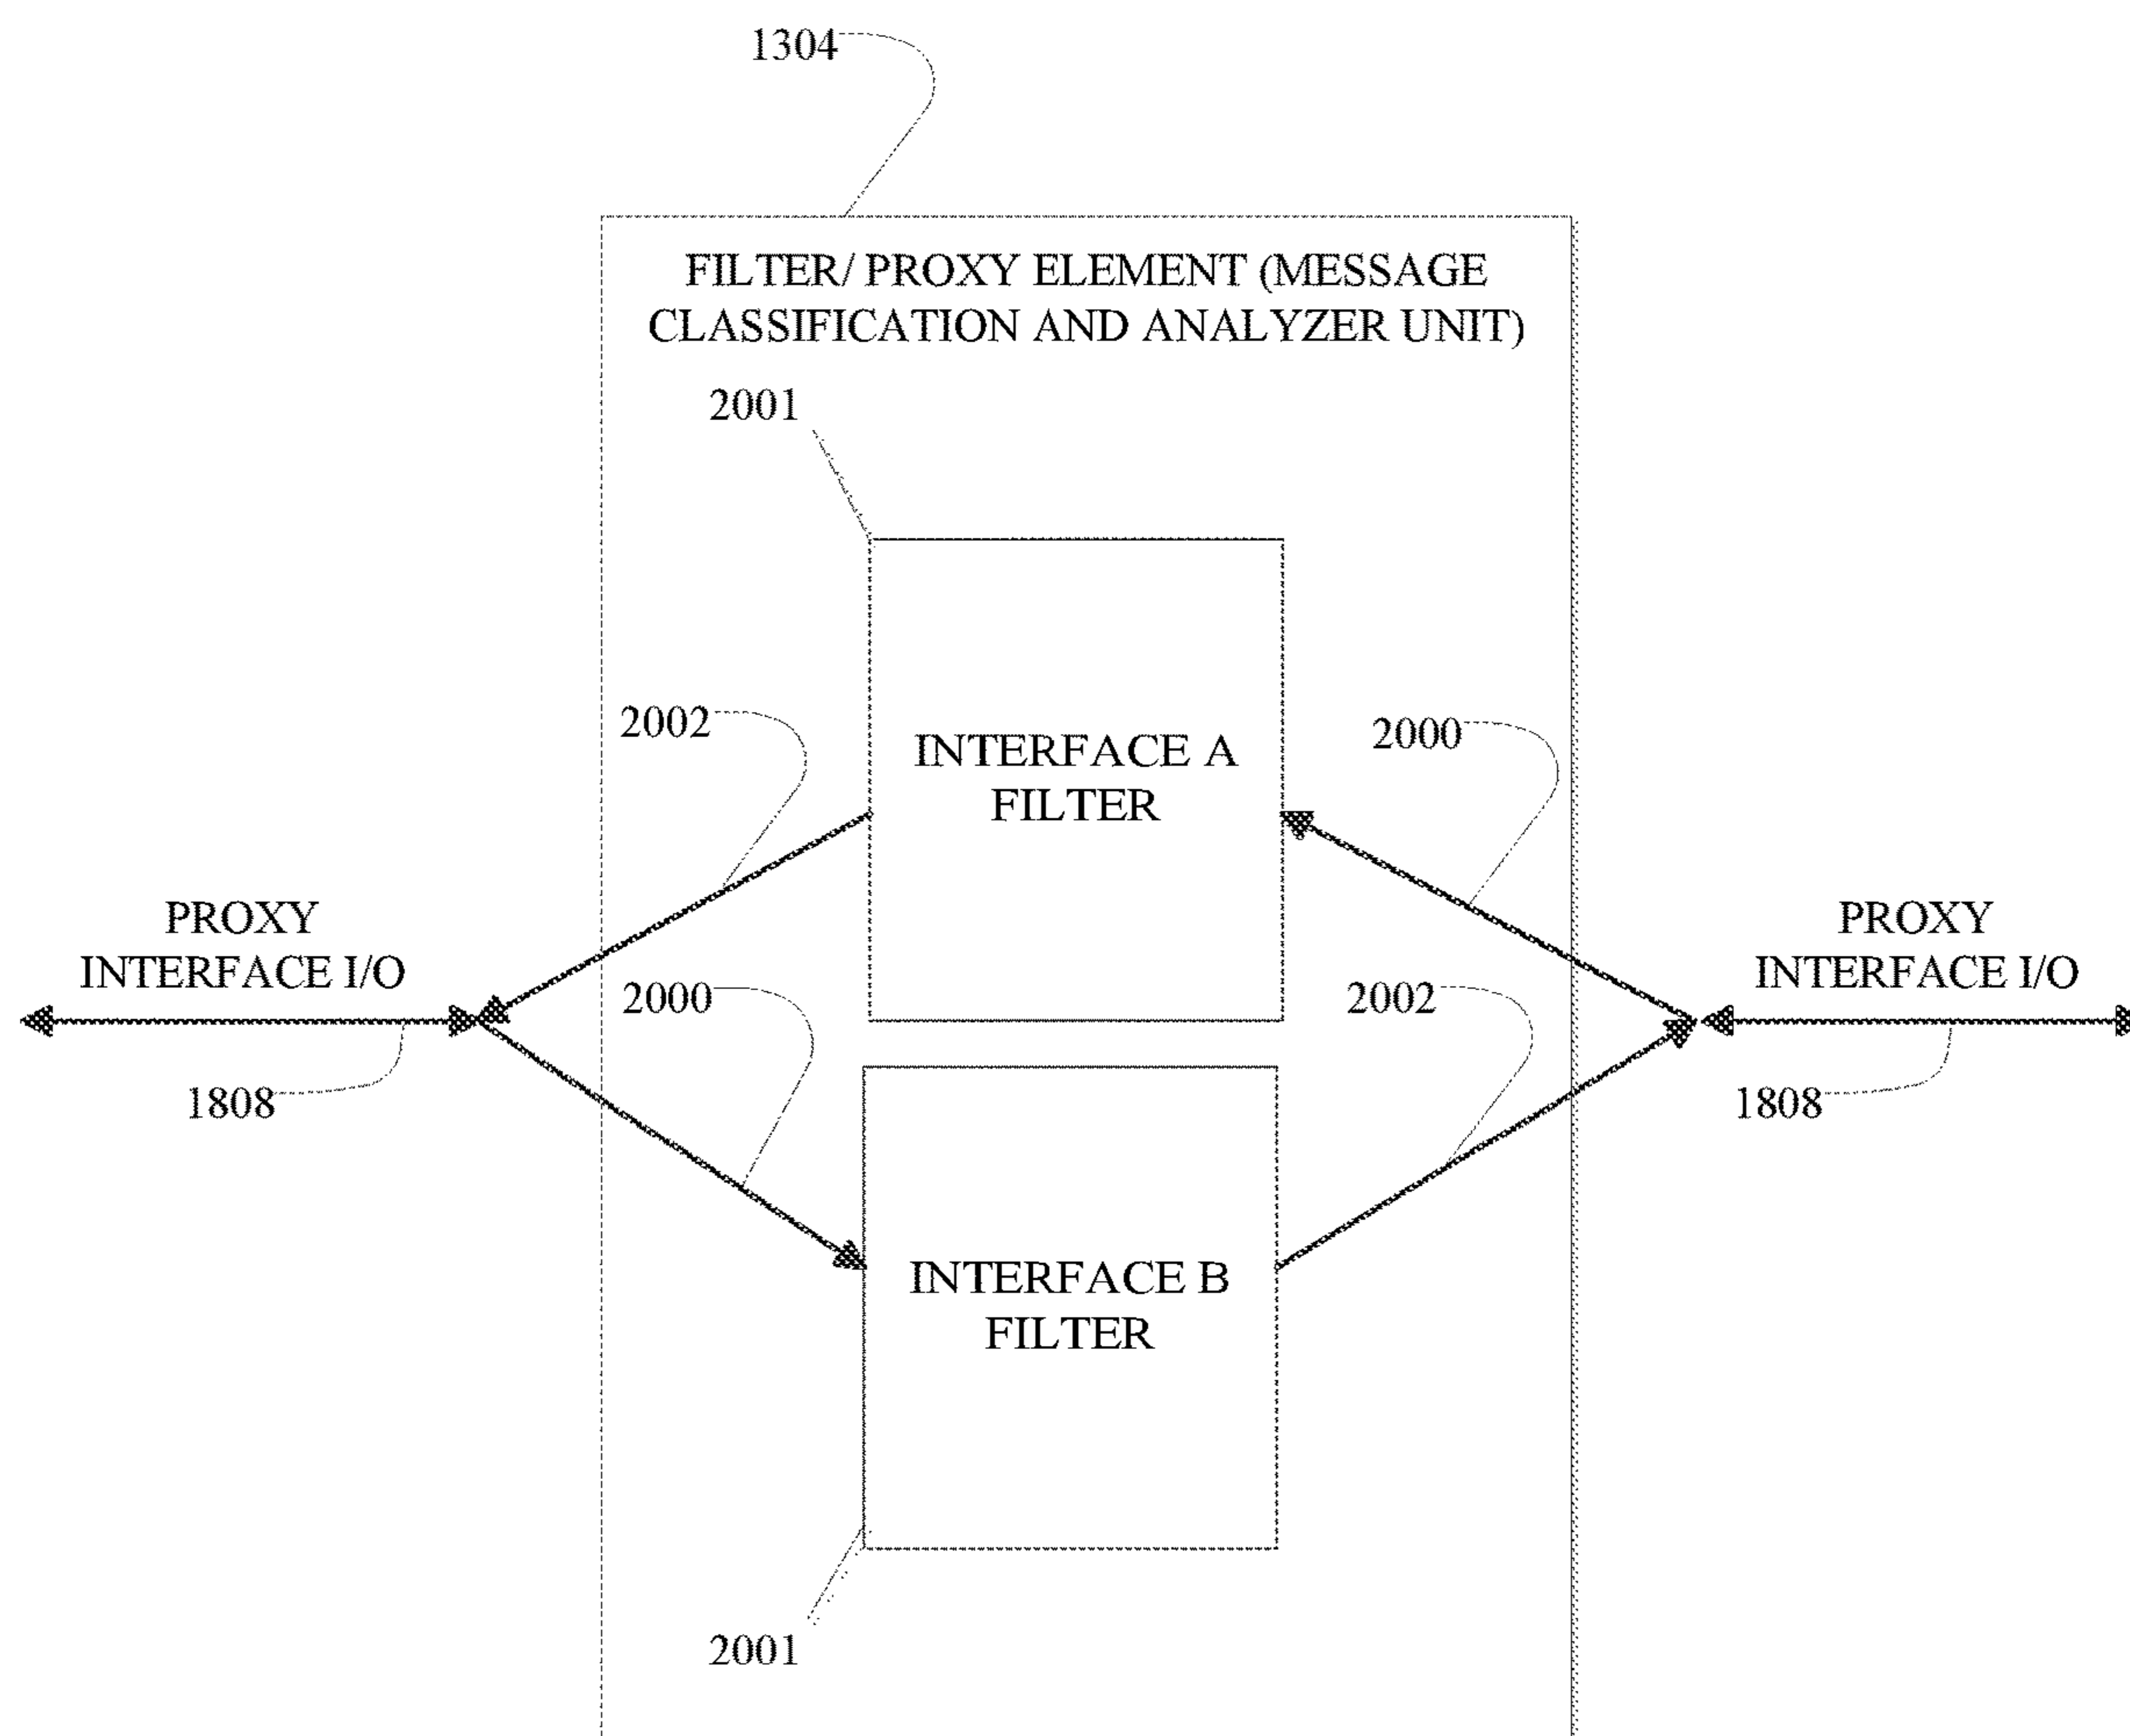 1304
FILTER/ PROXY ELEMENT (MESSAGE
CLASSIFICATION AND ANALYZER UNIT)
2001
2002
2000
INTERFACE A
FILTER
PROXY
INTERFACE I/O
PROXY
INTERFACE I/O
2000
2002
1808
1808
INTERFACE B
FILTER
2001